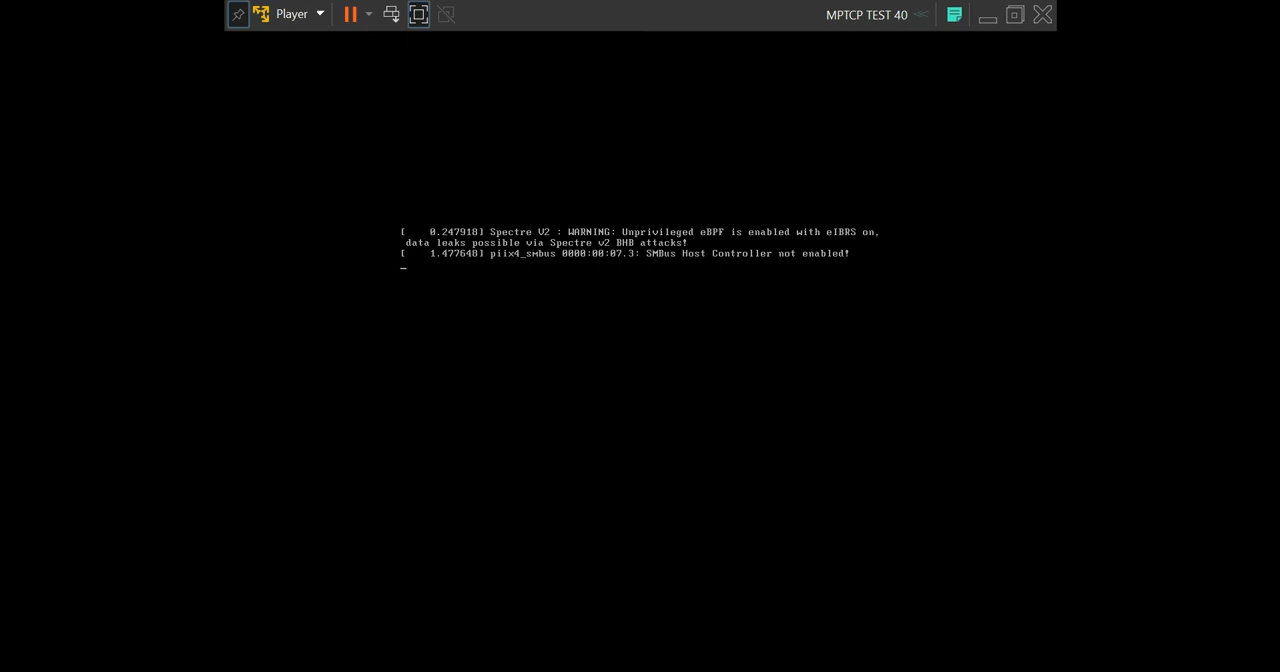 Player
MPTCP TEST 40
[    0.247918] Spectre V2 : WARNING: Unprivileged eBPF is enabled with eIBRS on,
data leaks possible via Spectre v2 BHB attacks!
[    1.477648] piix4_smbus 0000:00:07.3: SMBus Host Controller not enabled!